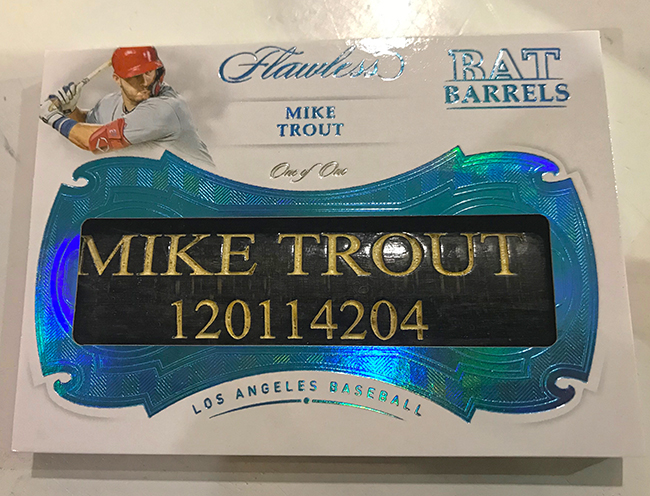 Flawless
BAT
BARRELS
MIKE
TROUT
One of One
MIKE TROUT
120114204
LOS ANGELES BASEBALL